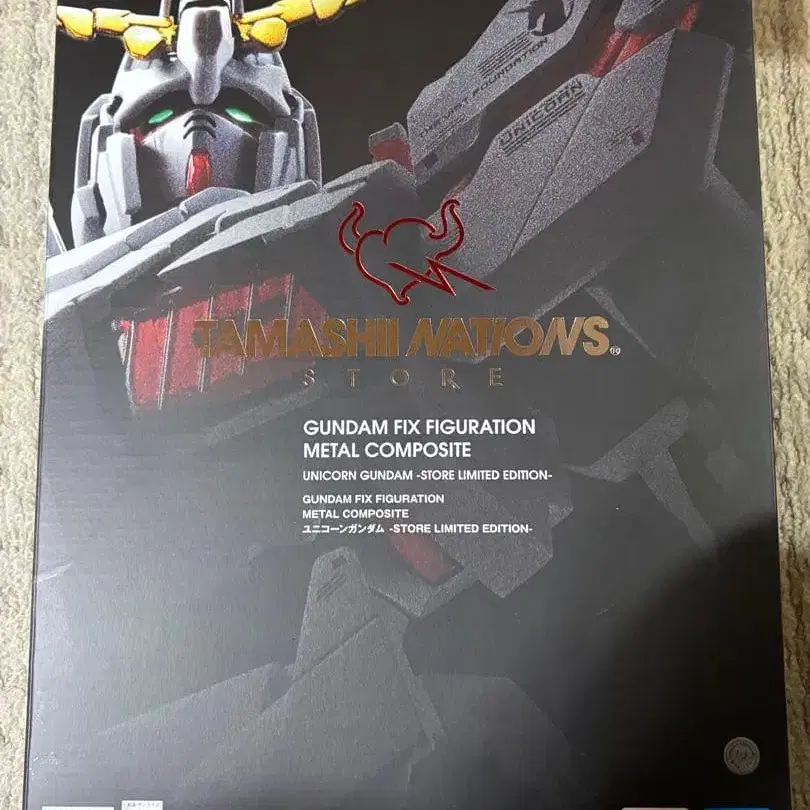 THE VIST FOUNDATION
UNICORN
TAMASHII NATIONS®
STORE
GUNDAM FIX FIGURATION
METAL COMPOSITE
UNICORN GUNDAM -STORE LIMITED EDITION-
GUNDAM FIX FIGURATION
METAL COMPOSITE
ユニコーンガンダム -STORE LIMITED EDITION-